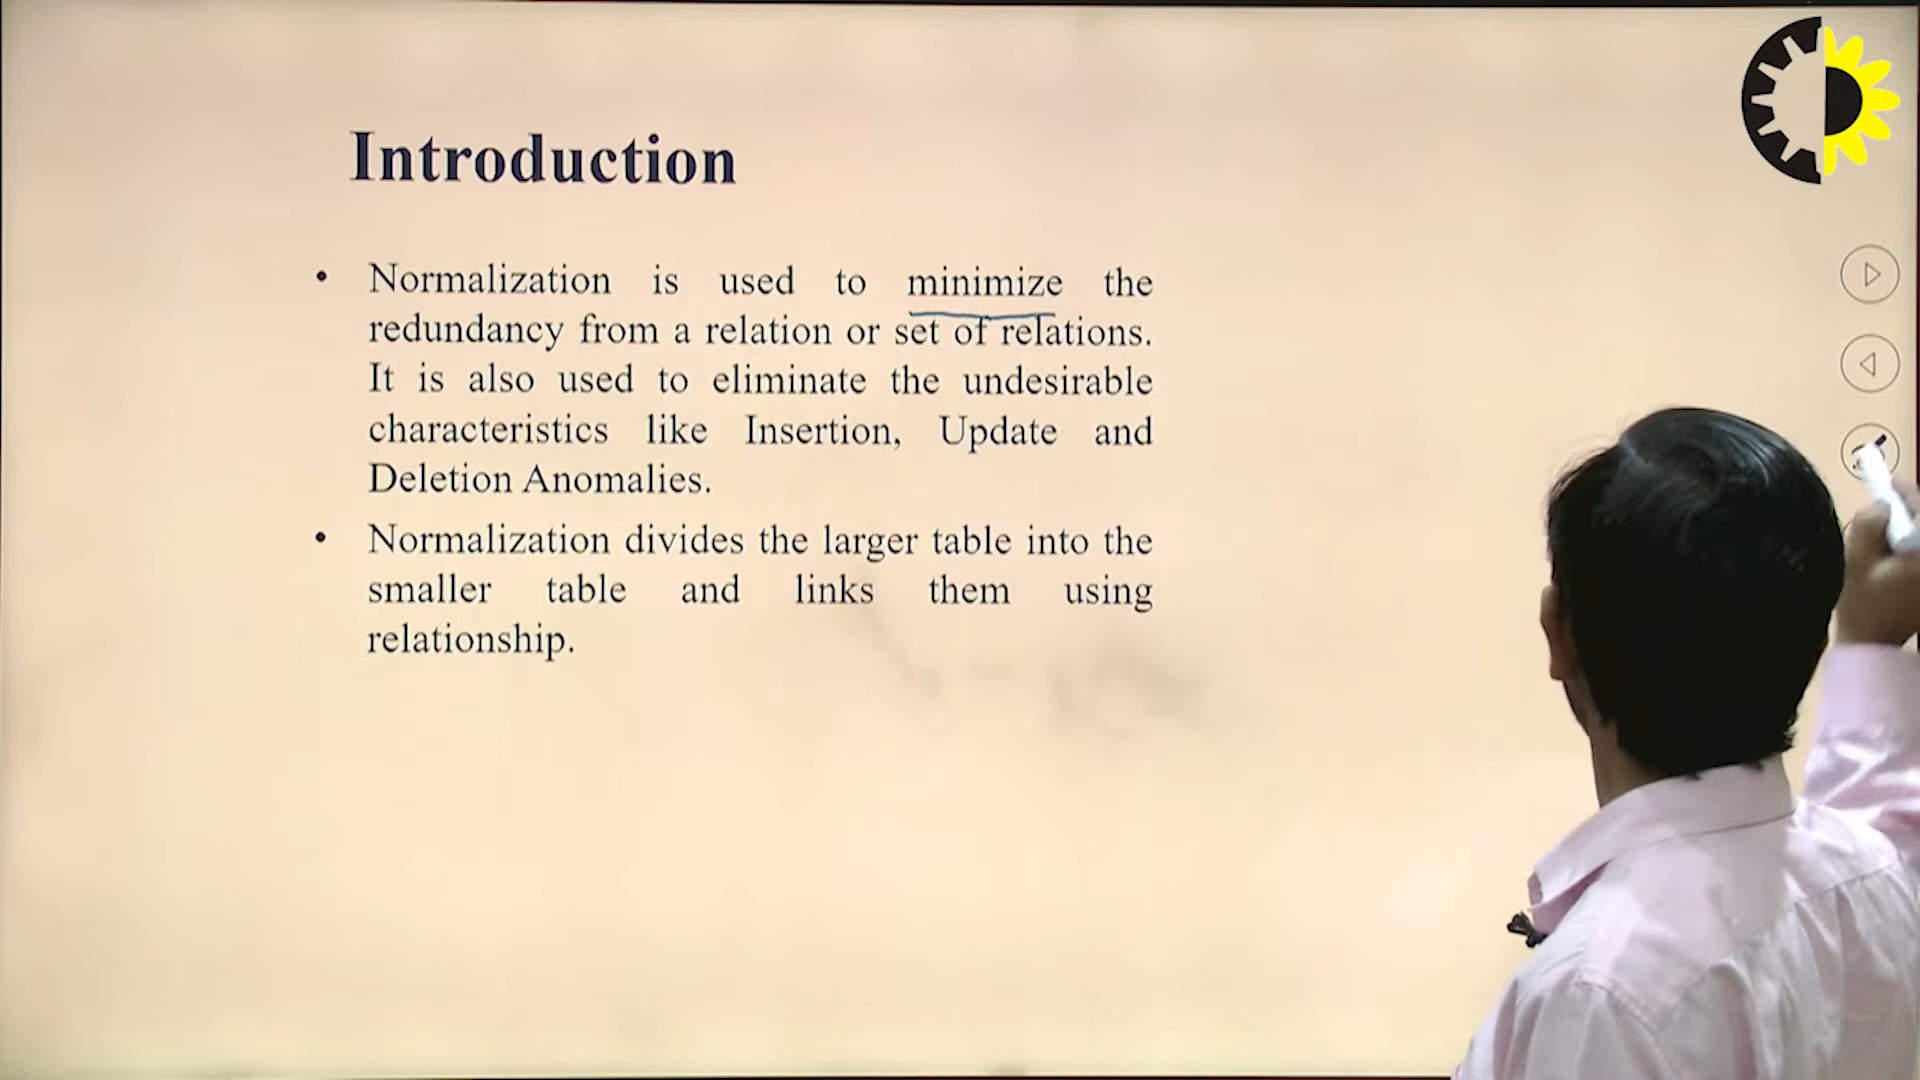 Introduction
• Normalization is used to minimize the
redundancy from a relation or set of relations.
It is also used to eliminate the undesirable
characteristics like Insertion, Update and
Deletion Anomalies.
• Normalization divides the larger table into the
smaller table and links them using
relationship.